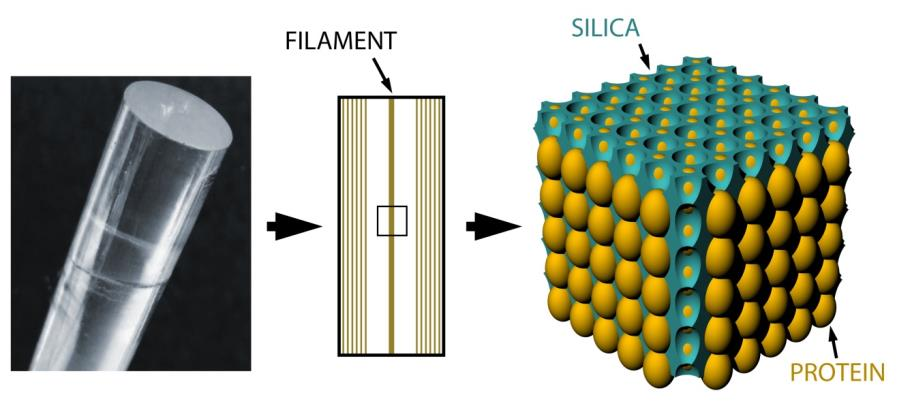 FILAMENT
SILICA
PROTEIN